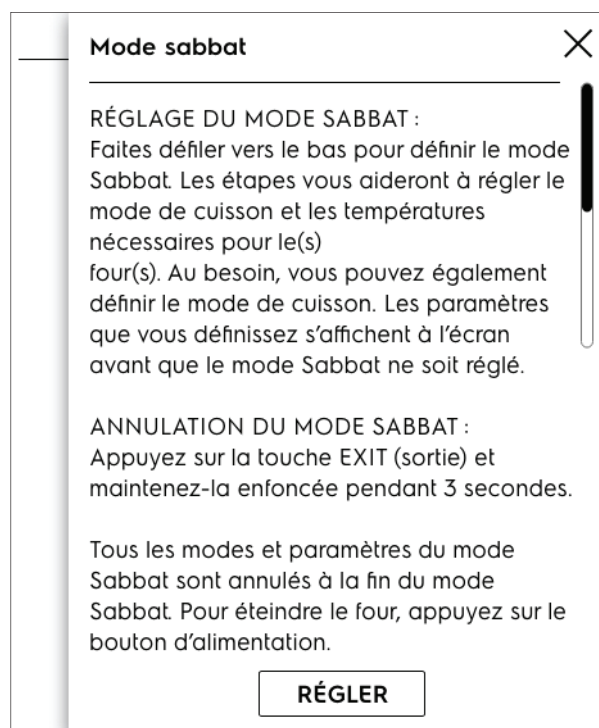 Mode sabbat
RÉGLAGE DU MODE SABBAT :
Faites défiler vers le bas pour définir le mode
Sabbat. Les étapes vous aideront à régler le
mode de cuisson et les températures
nécessaires pour le(s)
four(s). Au besoin, vous pouvez également
définir le mode de cuisson. Les paramètres
que vous définissez s’affichent à l’écran
avant que le mode Sabbat ne soit réglé.
ANNULATION DU MODE SABBAT :
Appuyez sur la touche EXIT (sortie) et
maintenez-la enfoncée pendant 3 secondes.
Tous les modes et paramètres du mode
Sabbat sont annulés à la fin du mode
Sabbat. Pour éteindre le four, appuyez sur le
bouton d’alimentation.
RÉGLER